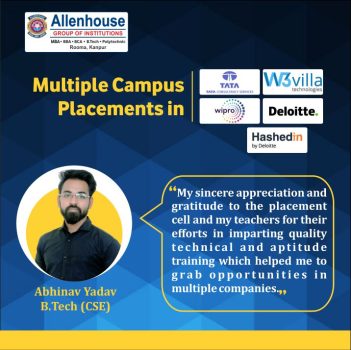 Allenhouse
GROUP OF INSTITUTIONS
MBA • BBA • BCA • B.Tech • Polytechnic
Rooma, Kanpur
Multiple Campus
Placements in
TATA
TATA CONSULTANCY SERVICES
W3villa
technologies
wipro
Deloitte.
Hashedin
by Deloitte
“My sincere appreciation and
gratitude to the placement
cell and my teachers for their
efforts in imparting quality
technical and aptitude
training which helped me to
grab opportunities in
multiple companies.„
Abhinav Yadav
B.Tech (CSE)